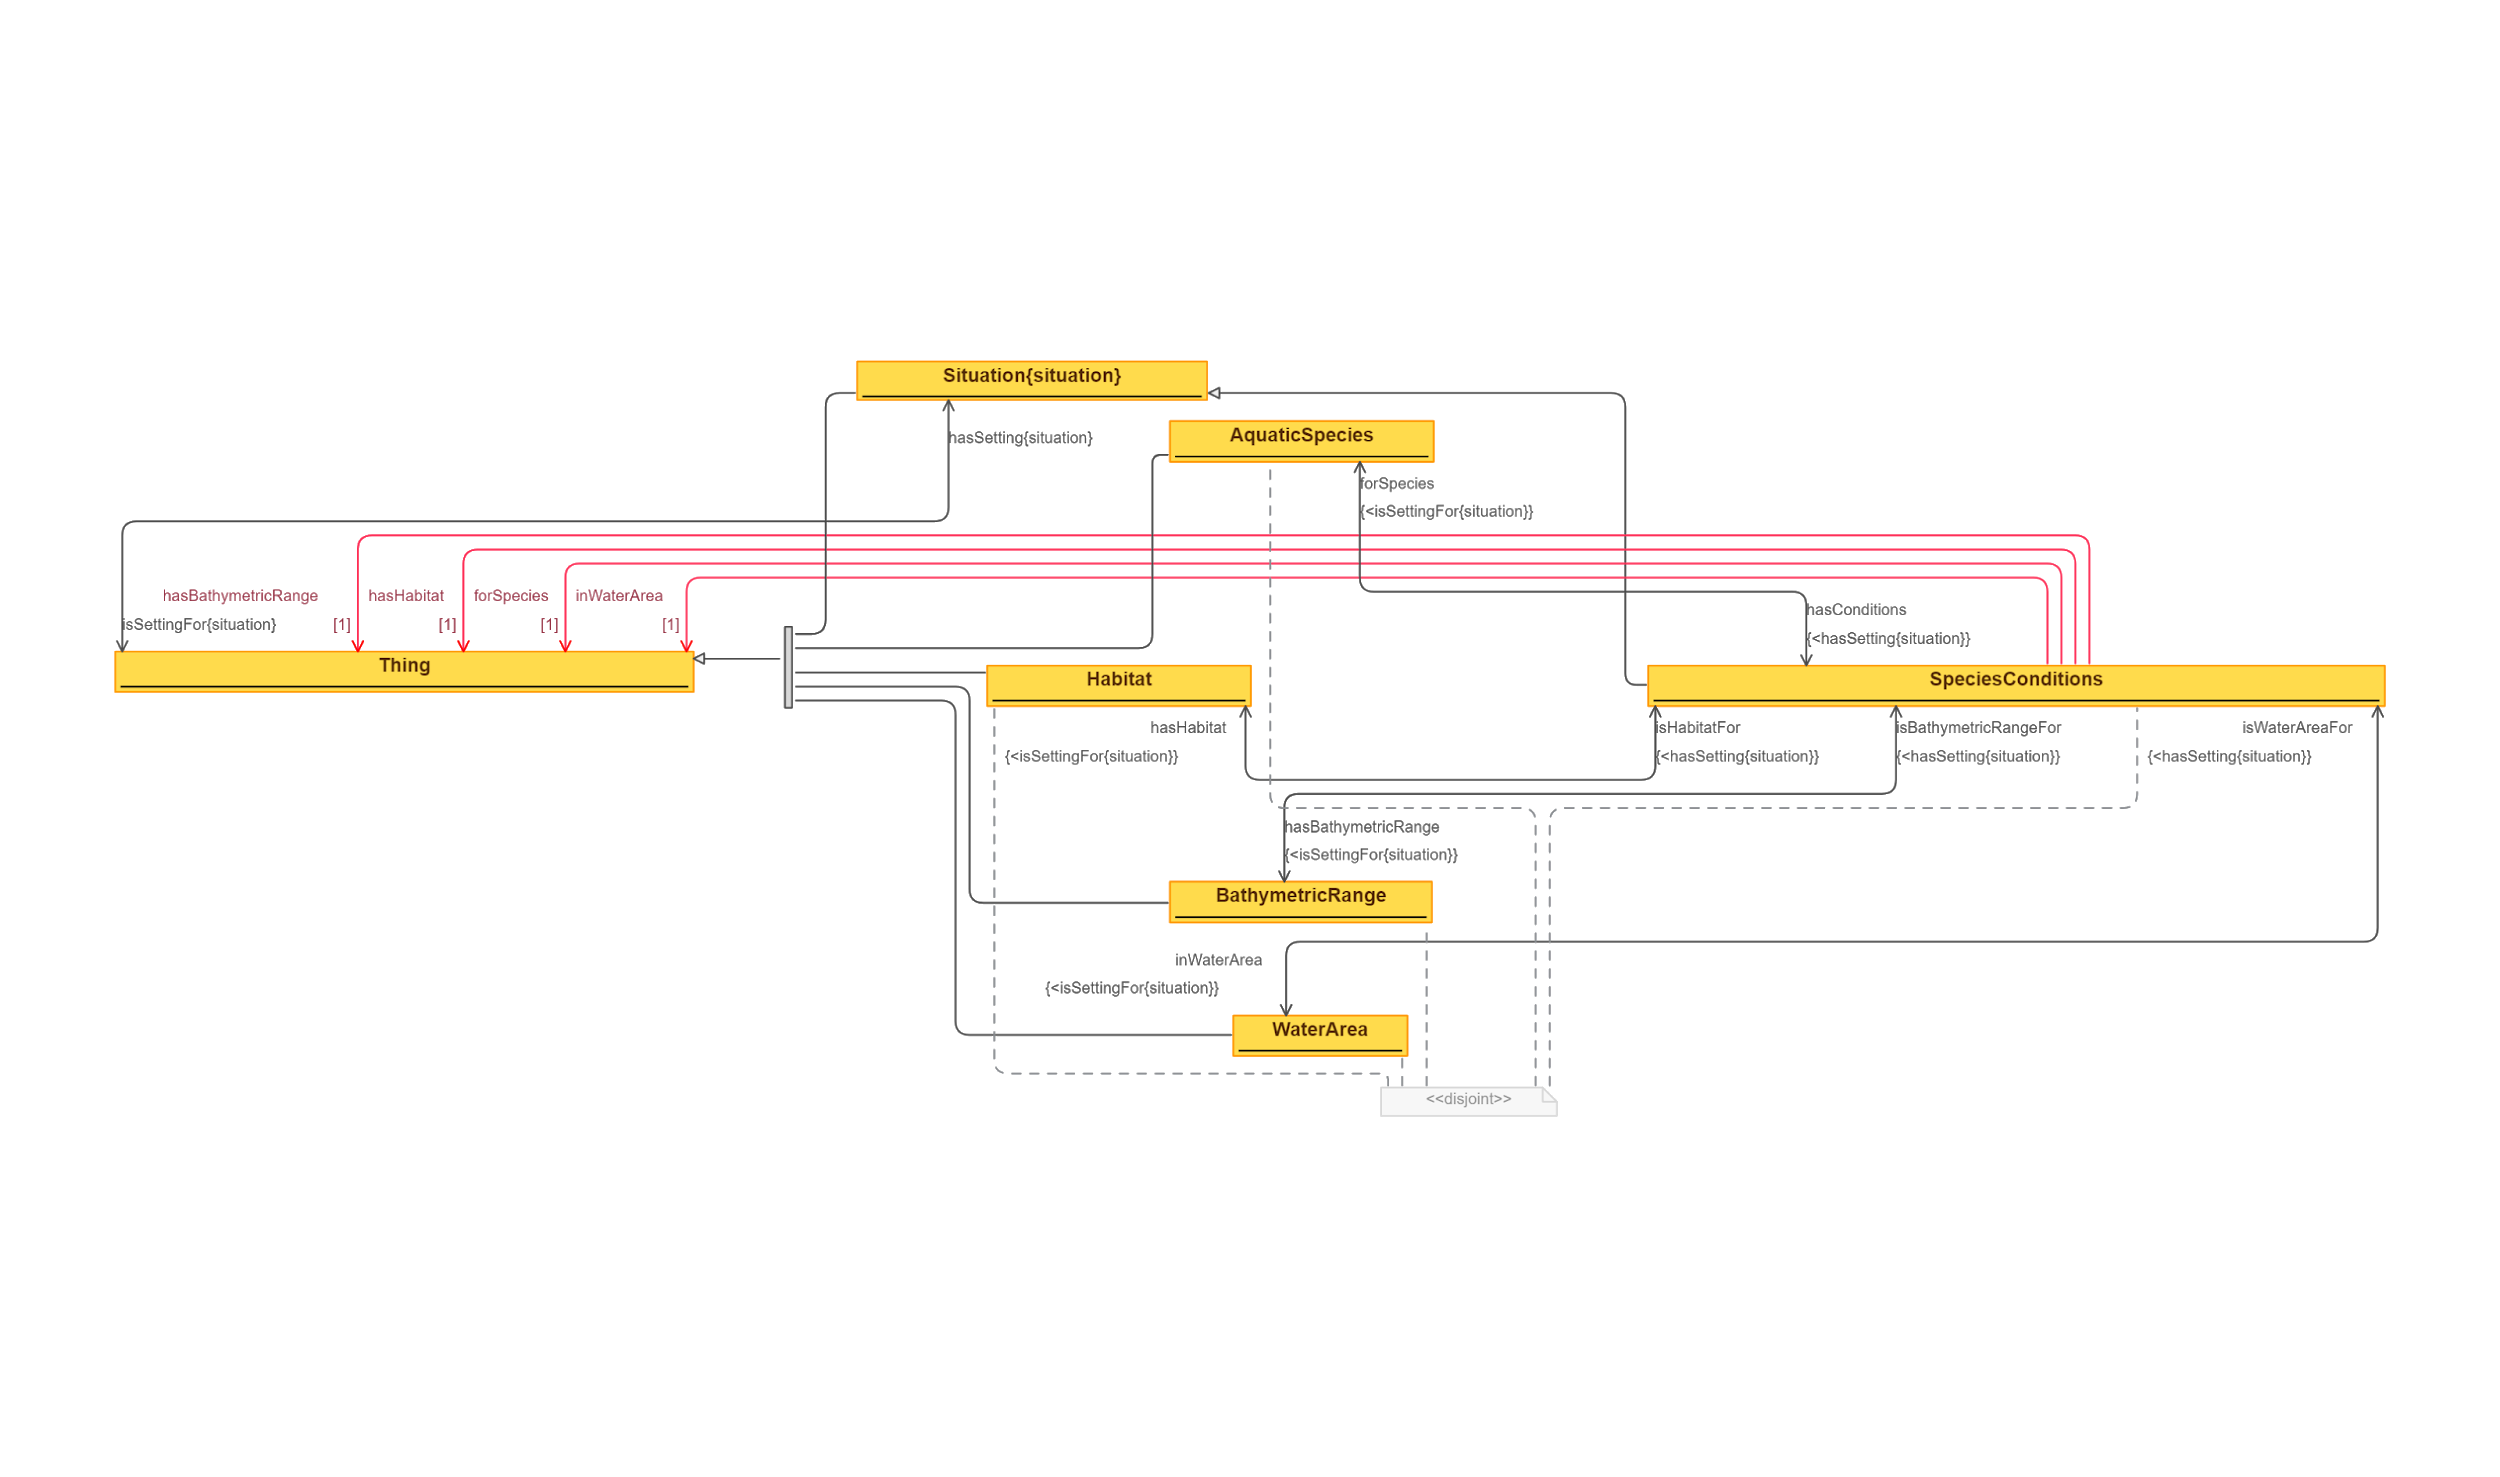 Situation{situation}
hasSetting{situation}
AquaticSpecies
forSpecies
{<isSettingFor{situation}}
hasBathymetricRange
hasHabitat
forSpecies
inWaterArea
isSettingFor{situation}
[1]
[1]
[1]
[1]
hasConditions
{<hasSetting{situation}}
Thing
Habitat
SpeciesConditions
hasHabitat
{<isSettingFor{situation}}
isHabitatFor
{<hasSetting{situation}}
isBathymetricRangeFor
{<hasSetting{situation}}
isWaterAreaFor
{<hasSetting{situation}}
hasBathymetricRange
{<isSettingFor{situation}}
BathymetricRange
inWaterArea
{<isSettingFor{situation}}
WaterArea
<<disjoint>>